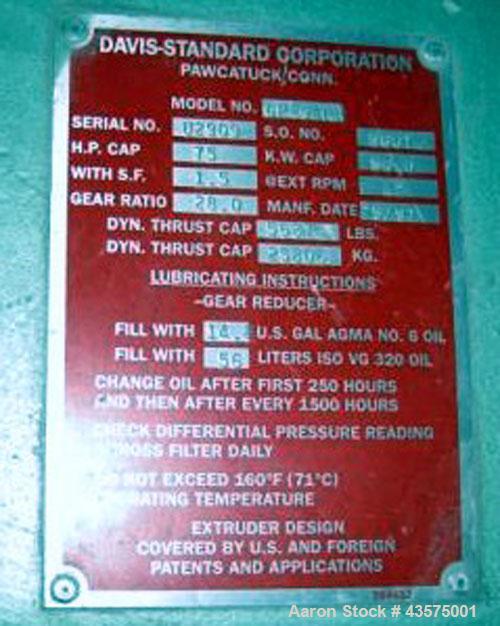 DAVIS-STANDARD CORPORATION
PAWCATUCK, CONN.
MODEL NO.
SERIAL NO. U2909 S.O. NO.
H.P. CAP 75 K.W. CAP
WITH S.F. 1.5 @EXT RPM
GEAR RATIO 28.0 MANF. DATE
DYN. THRUST CAP LBS.
DYN. THRUST CAP KG.
LUBRICATING INSTRUCTIONS
-GEAR REDUCER-
FILL WITH 14. U.S. GAL AGMA NO. 6 OIL
FILL WITH 56 LITERS ISO VG 320 OIL
CHANGE OIL AFTER FIRST 250 HOURS
AND THEN AFTER EVERY 1500 HOURS
CHECK DIFFERENTIAL PRESSURE READING
ACROSS FILTER DAILY
DO NOT EXCEED 160°F (71°C)
OPERATING TEMPERATURE
EXTRUDER DESIGN
COVERED BY U.S. AND FOREIGN
PATENTS AND APPLICATIONS
Aaron Stock # 43575001